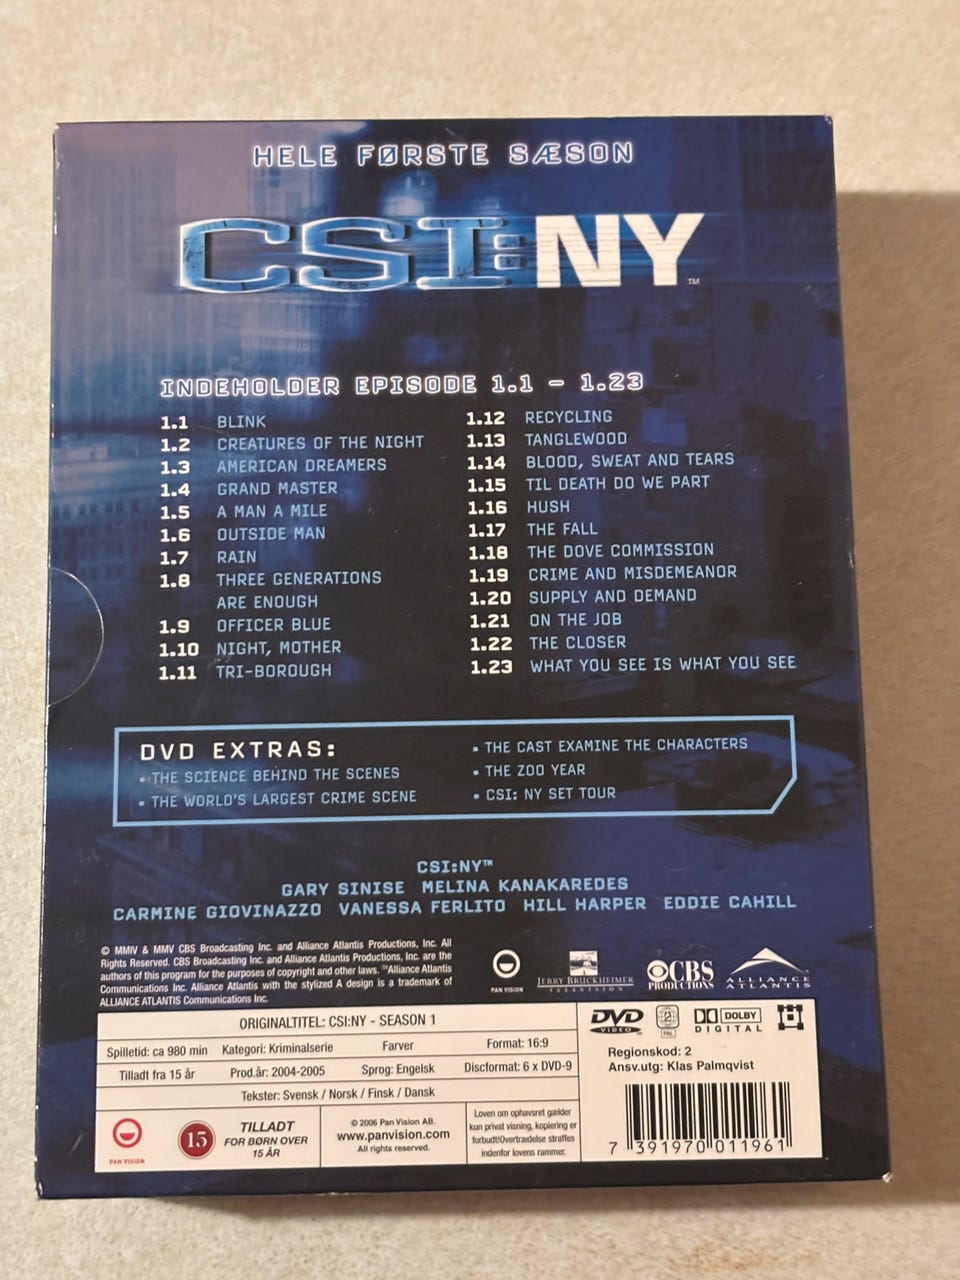 HELE FØRSTE SÆSON
CSI:NY™
INDEHOLDER EPISODE 1.1 - 1.23
1.1 BLINK
1.2 CREATURES OF THE NIGHT
1.3 AMERICAN DREAMERS
1.4 GRAND MASTER
1.5 A MAN A MILE
1.6 OUTSIDE MAN
1.7 RAIN
1.8 THREE GENERATIONS
ARE ENOUGH
1.9 OFFICER BLUE
1.10 NIGHT, MOTHER
1.11 TRI-BOROUGH
1.12 RECYCLING
1.13 TANGLEWOOD
1.14 BLOOD, SWEAT AND TEARS
1.15 TIL DEATH DO WE PART
1.16 HUSH
1.17 THE FALL
1.18 THE DOVE COMMISSION
1.19 CRIME AND MISDEMEANOR
1.20 SUPPLY AND DEMAND
1.21 ON THE JOB
1.22 THE CLOSER
1.23 WHAT YOU SEE IS WHAT YOU SEE
DVD EXTRAS:
• THE SCIENCE BEHIND THE SCENES
• THE WORLD'S LARGEST CRIME SCENE
• THE CAST EXAMINE THE CHARACTERS
• THE ZOO YEAR
• CSI: NY SET TOUR
CSI:NY™
GARY SINISE MELINA KANAKAREDES
CARMINE GIOVINAZZO VANESSA FERLITO HILL HARPER EDDIE CAHILL
© MMIV & MMV CBS Broadcasting Inc. and Alliance Atlantis Productions, Inc. All
Rights Reserved. CBS Broadcasting Inc. and Alliance Atlantis Productions, Inc. are the
authors of this program for the purposes of copyright and other laws. ™Alliance Atlantis
Communications Inc. Alliance Atlantis with the stylized A design is a trademark of
ALLIANCE ATLANTIS Communications Inc.
PAN VISION
JERRY BRUCKHEIMER
TELEVISION
CBS
PRODUCTIONS
ALLIANCE
ATLANTIS
ORIGINALTITEL: CSI:NY - SEASON 1
Spilletid: ca 980 min Kategori: Kriminalserie Farver Format: 16:9
Tilladt fra 15 år Prod.år: 2004-2005 Sprog: Engelsk Discformat: 6 x DVD-9
Tekster: Svensk / Norsk / Finsk / Dansk
PAN VISION
15
TILLADT
FOR BØRN OVER
15 ÅR
© 2006 Pan Vision AB.
www.panvision.com
All rights reserved.
Loven om ophavsret gælder
kun privat visning, kopiering er
forbudt!Overtrædelse straffes
indenfor lovens rammer.
DVD
VIDEO
2
PAL
DOLBY
DIGITAL
Regionskod: 2
Ansv.utg: Klas Palmqvist
7 391970 011961